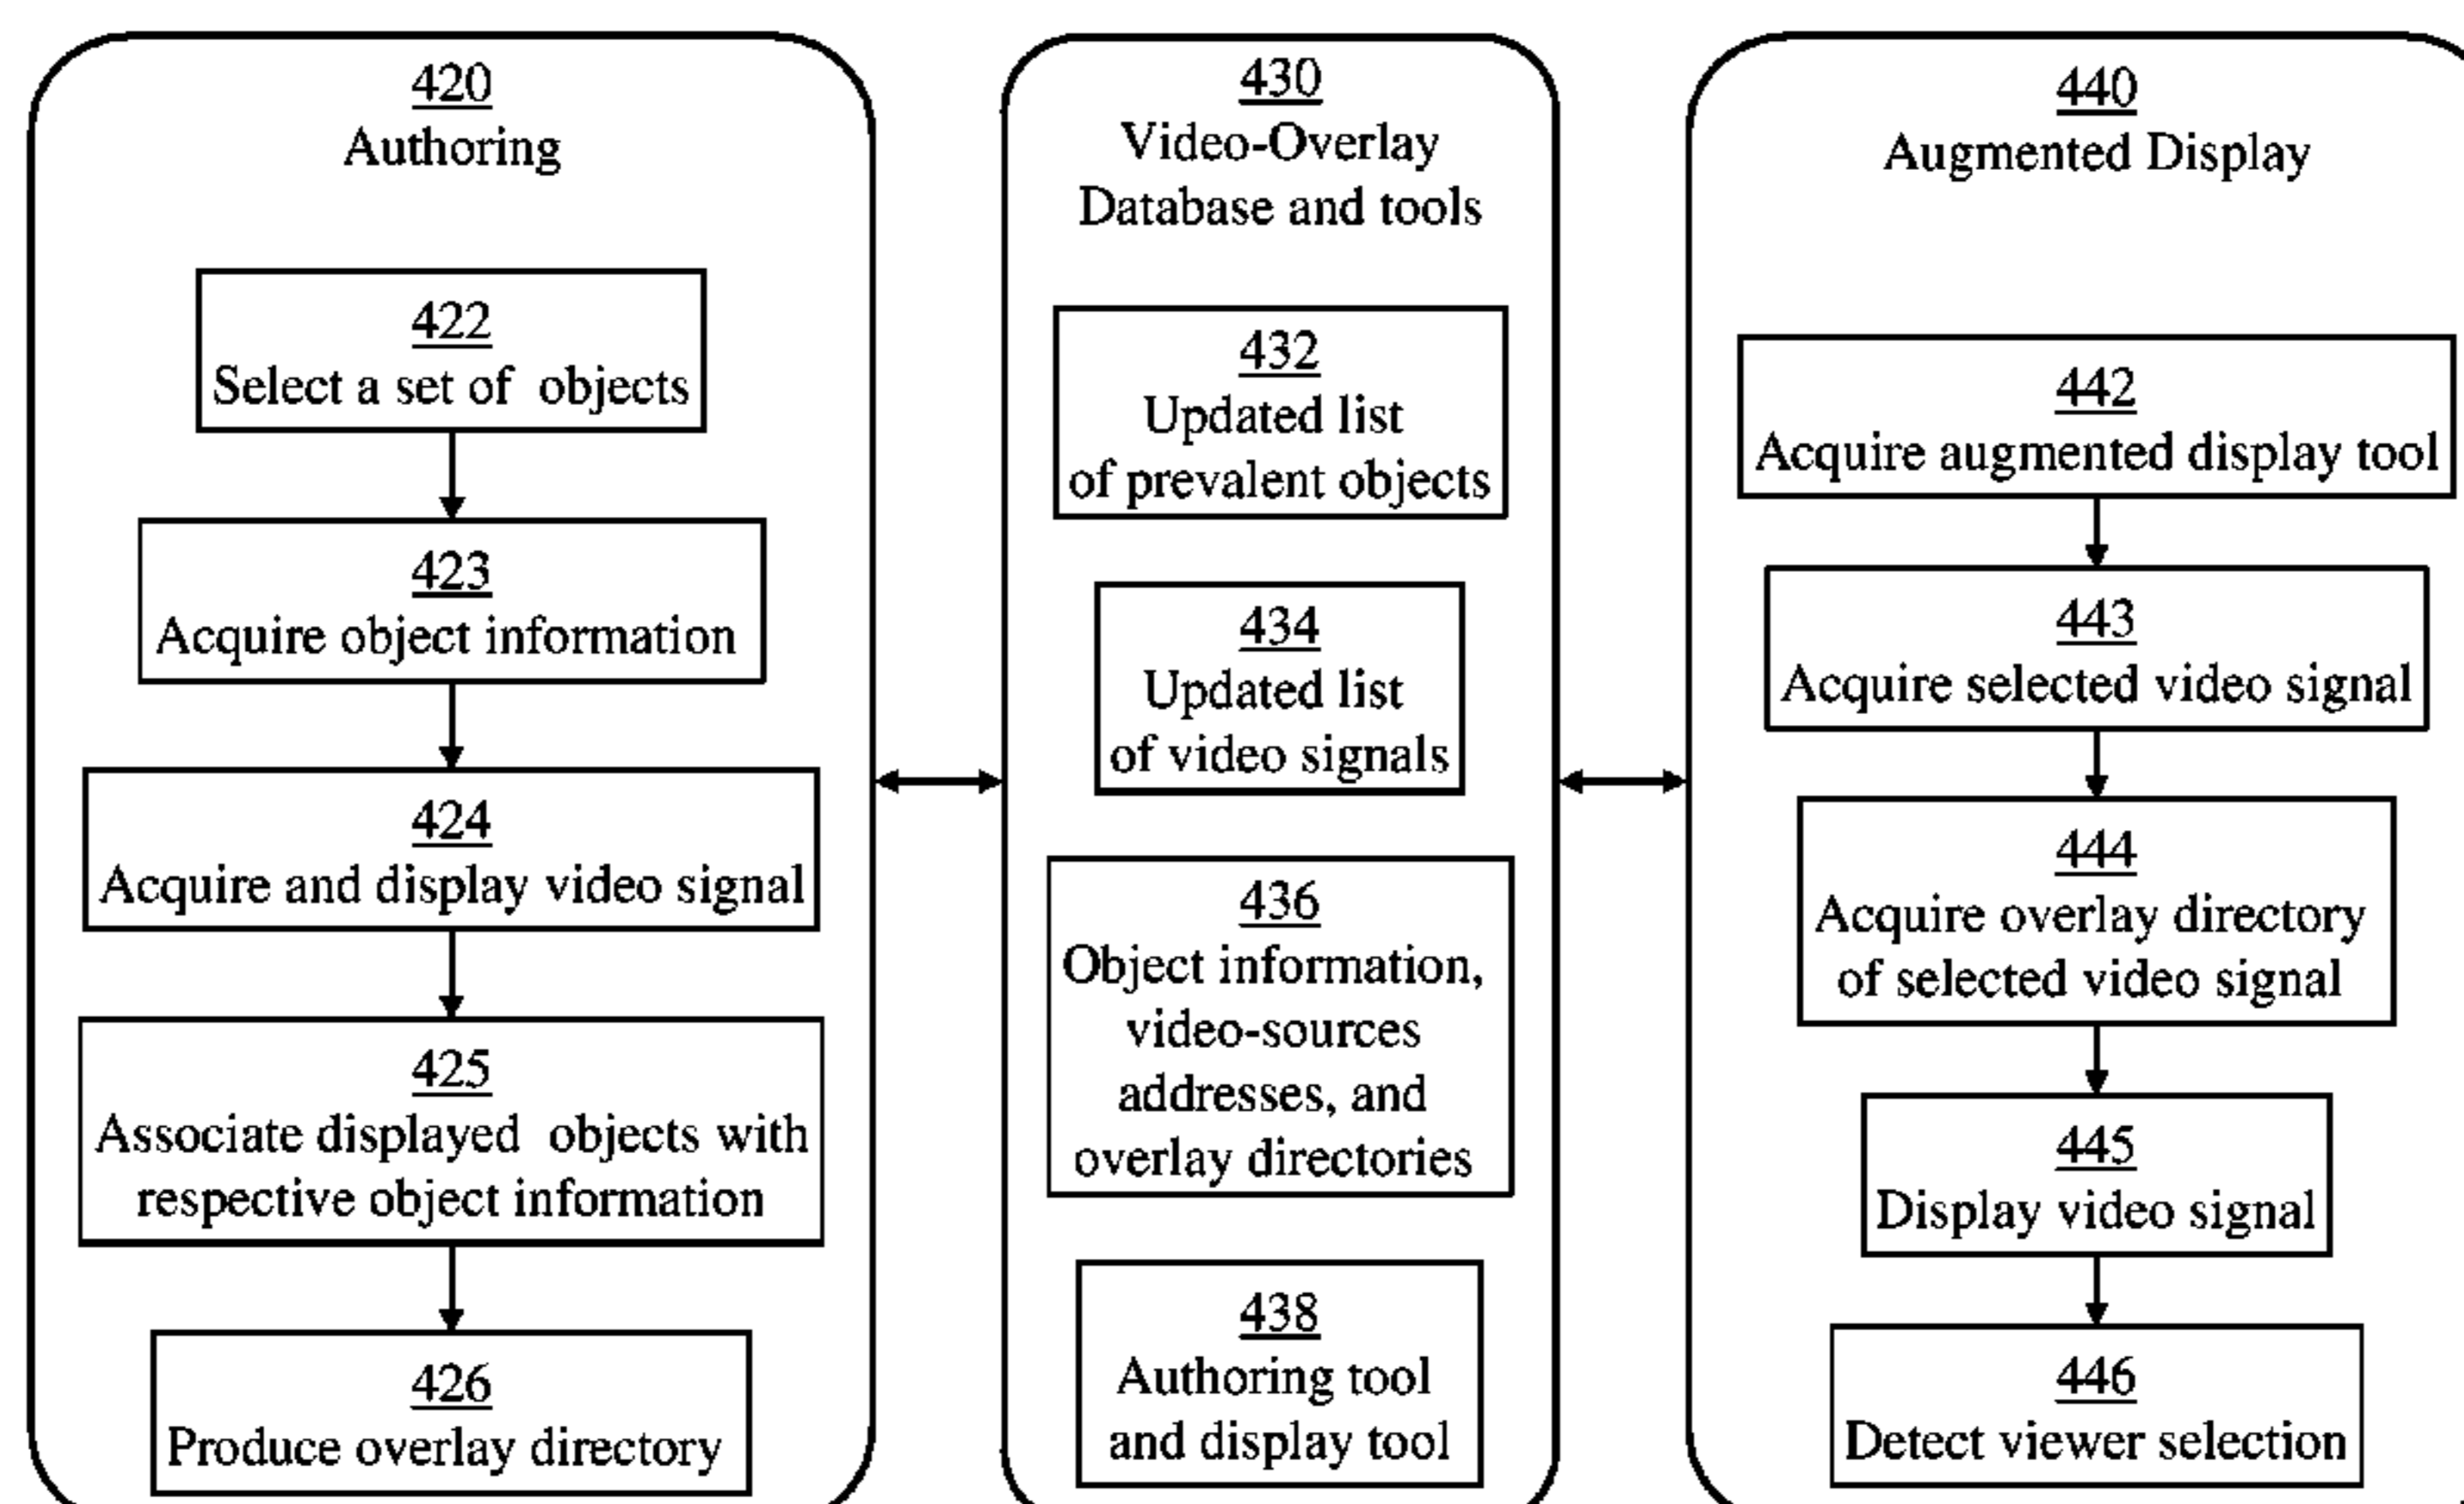 420
Authoring
422
Select a set of objects
423
Acquire object information
424
Acquire and display video signal
425
Associate displayed objects with
respective object information
426
Produce overlay directory
430
Video-Overlay
Database and tools
432
Updated list
of prevalent objects
434
Updated list
of video signals
436
Object information,
video-sources
addresses, and
overlay directories
438
Authoring tool
and display tool
440
Augmented Display
442
Acquire augmented display tool
443
Acquire selected video signal
444
Acquire overlay directory
of selected video signal
445
Display video signal
446
Detect viewer selection